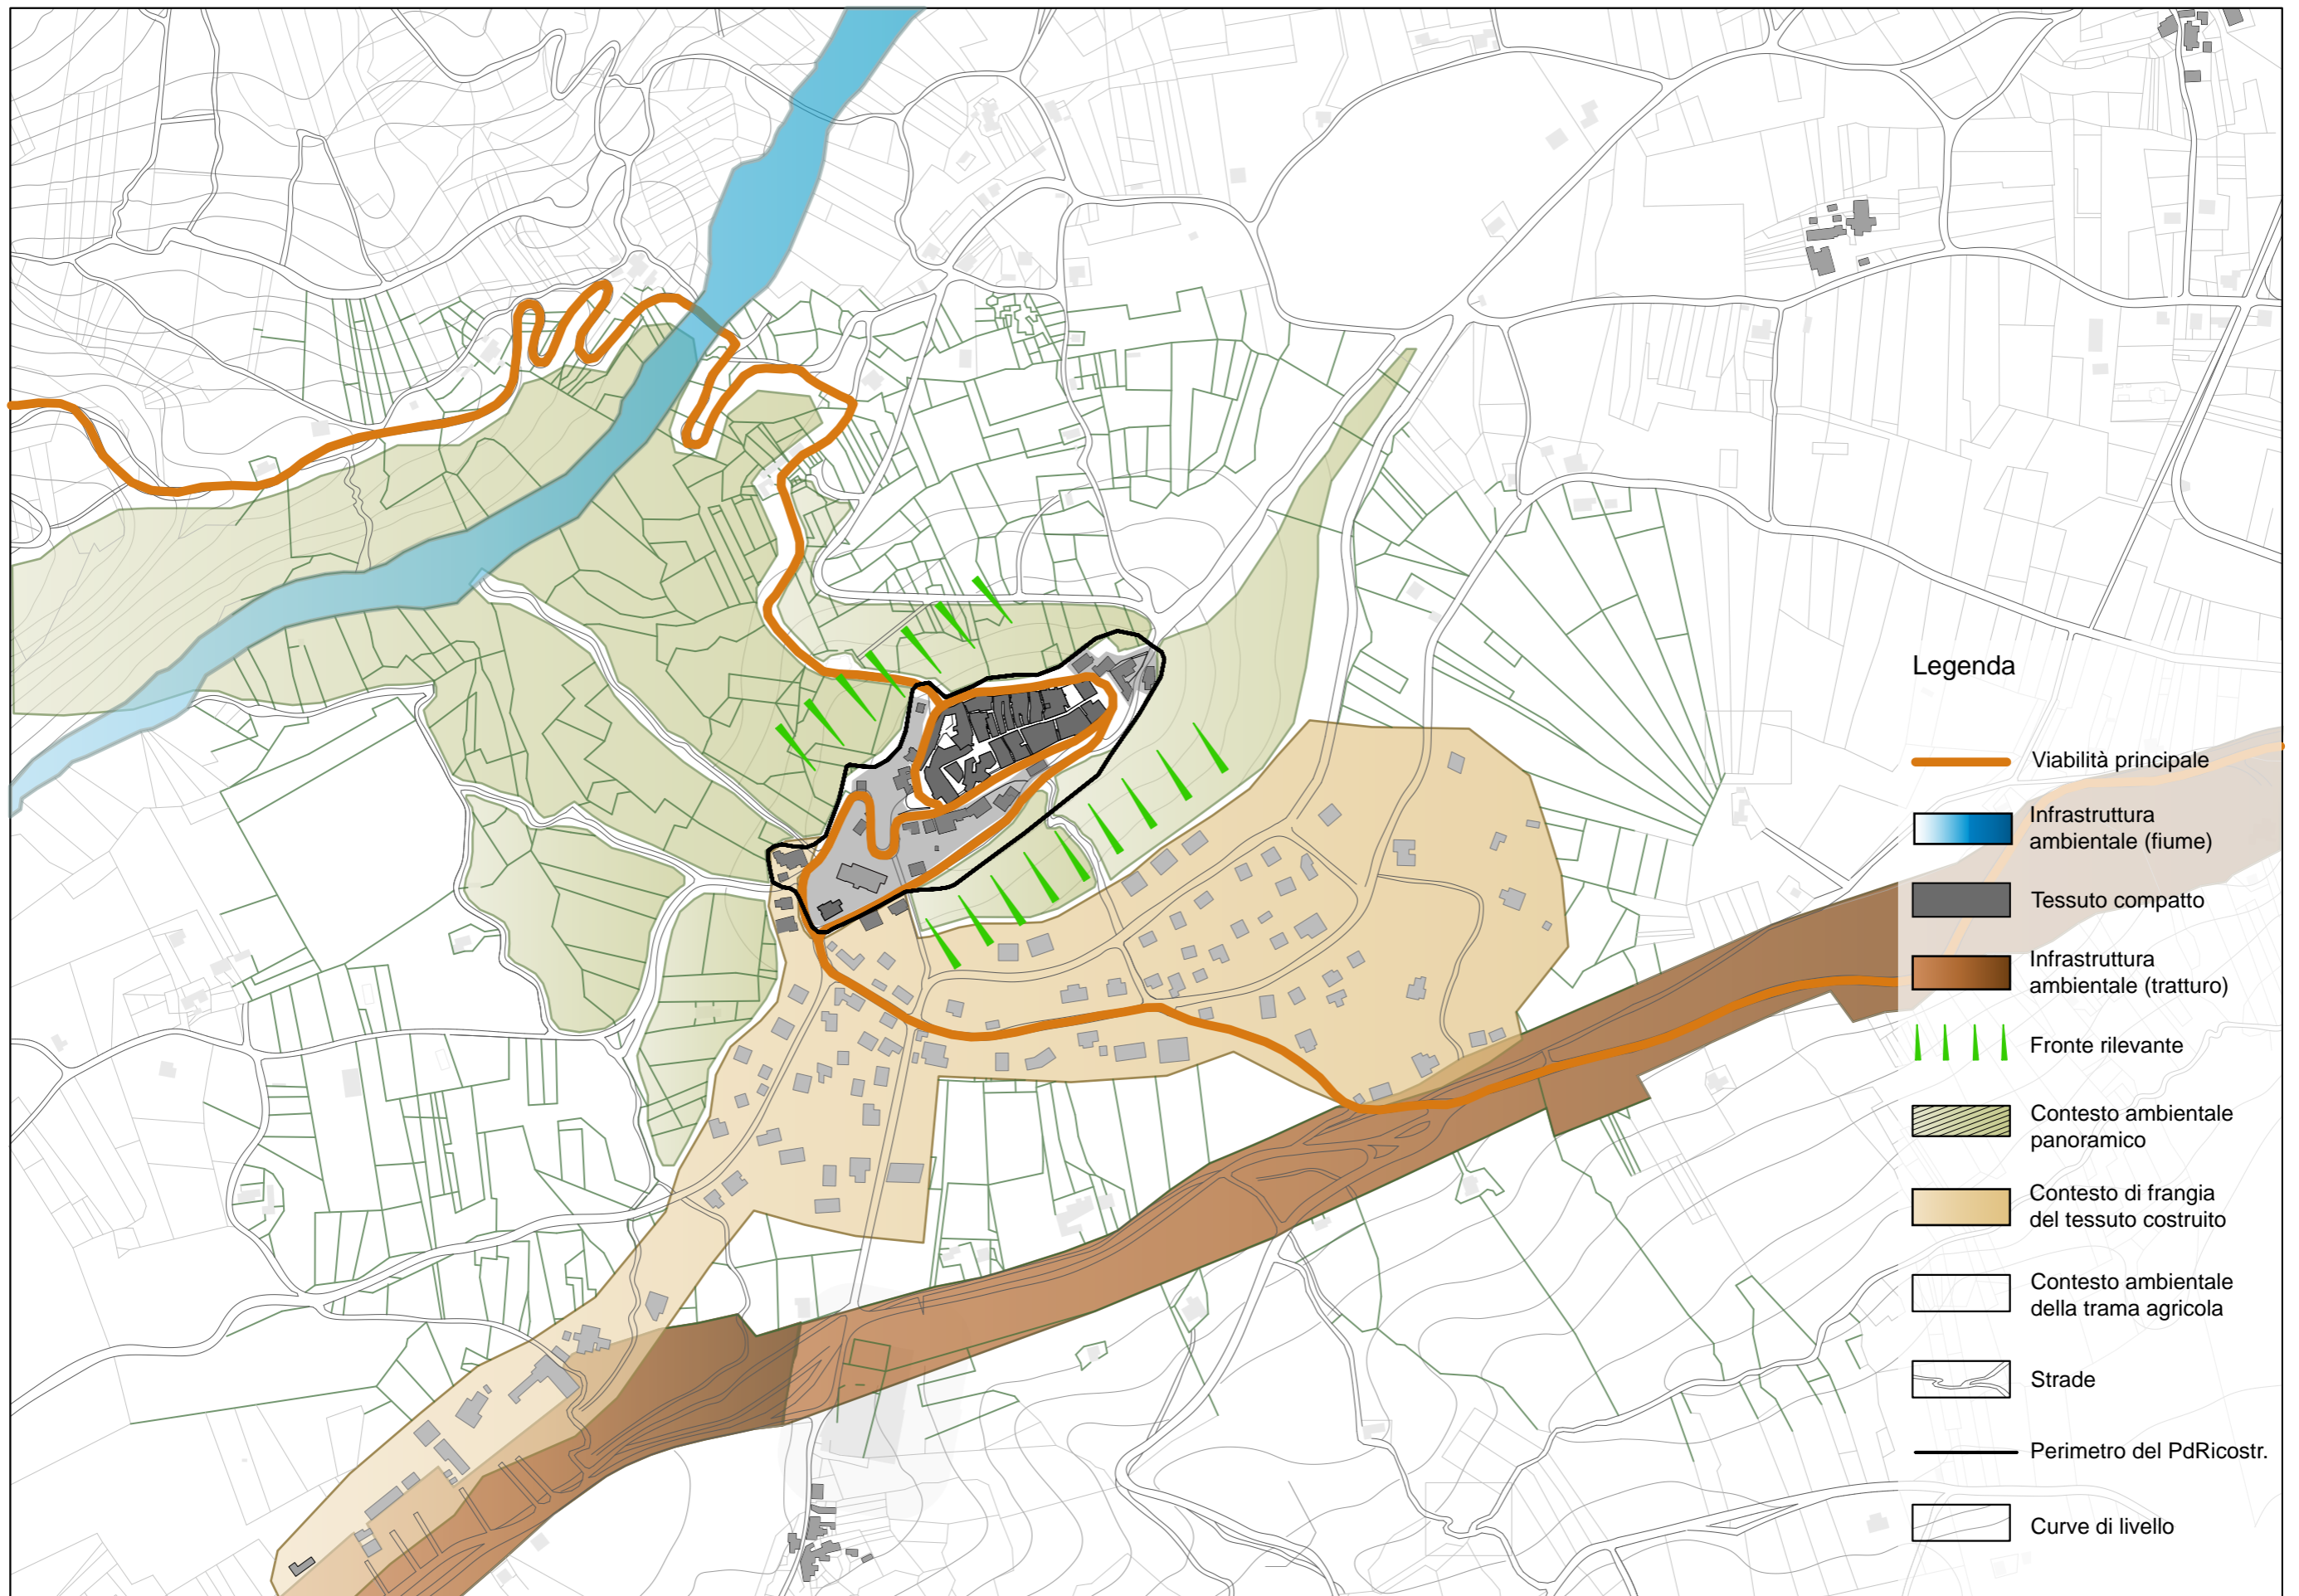 Legenda
Viabilità principale
Infrastruttura
ambientale (fiume)
Tessuto compatto
Infrastruttura
ambientale (tratturo)
Fronte rilevante
Contesto ambientale
panoramico
Contesto di frangia
del tessuto costruito
Contesto ambientale
della trama agricola
Strade
Perimetro del PdRicostr.
Curve di livello